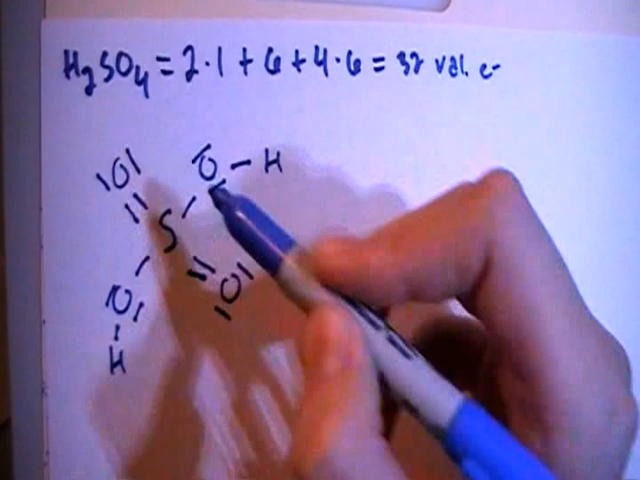 H₂SO₄ = 2·1 + 6 + 4·6 = 32 val. e-
|O| O - H
S
O |O|
H